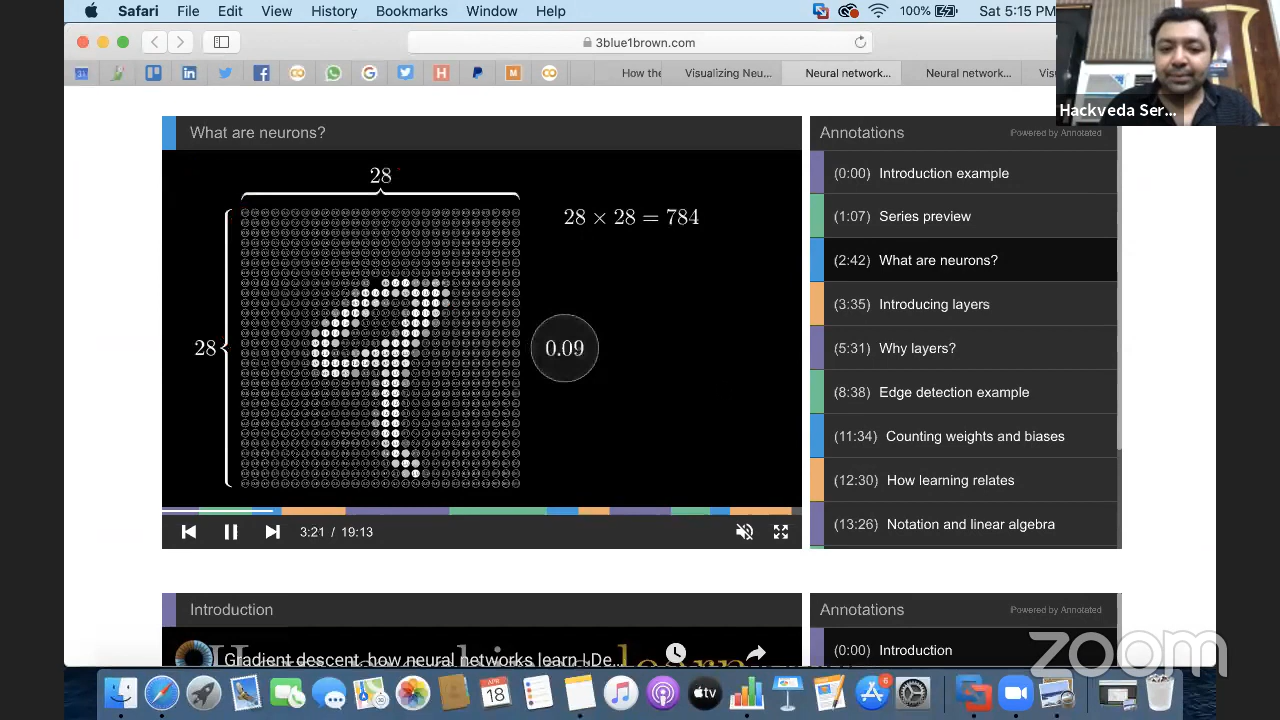 Safari File Edit View History Bookmarks Window Help
100%
Sat 5:15 PM
3blue1brown.com
How the
Visualizing Neu...
Neural network...
Neural network...
Vis
Hackveda Ser...
What are neurons?
28
28
28 × 28 = 784
0.09
3:21 / 19:13
Annotations
Powered by Annotated
(0:00) Introduction example
(1:07) Series preview
(2:42) What are neurons?
(3:35) Introducing layers
(5:31) Why layers?
(8:38) Edge detection example
(11:34) Counting weights and biases
(12:30) How learning relates
(13:26) Notation and linear algebra
Introduction
Gradient descent, how neural networks learn | De...
Annotations
Powered by Annotated
(0:00) Introduction
zoom
APR
18
tv
6